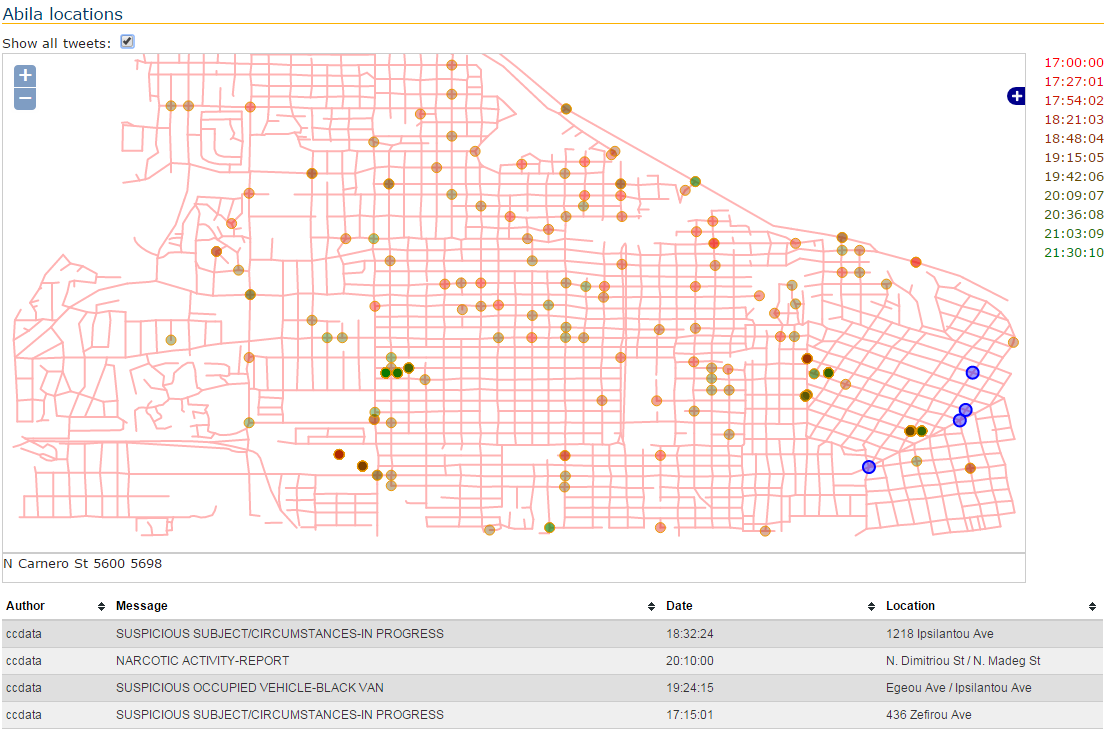 Abila locations
Show all tweets:
+
−
+
17:00:00
17:27:01
17:54:02
18:21:03
18:48:04
19:15:05
19:42:06
20:09:07
20:36:08
21:03:09
21:30:10
N Carnero St 5600 5698
Author Message Date Location
ccdata SUSPICIOUS SUBJECT/CIRCUMSTANCES-IN PROGRESS 18:32:24 1218 Ipsilantou Ave
ccdata NARCOTIC ACTIVITY-REPORT 20:10:00 N. Dimitriou St / N. Madeg St
ccdata SUSPICIOUS OCCUPIED VEHICLE-BLACK VAN 19:24:15 Egeou Ave / Ipsilantou Ave
ccdata SUSPICIOUS SUBJECT/CIRCUMSTANCES-IN PROGRESS 17:15:01 436 Zefirou Ave